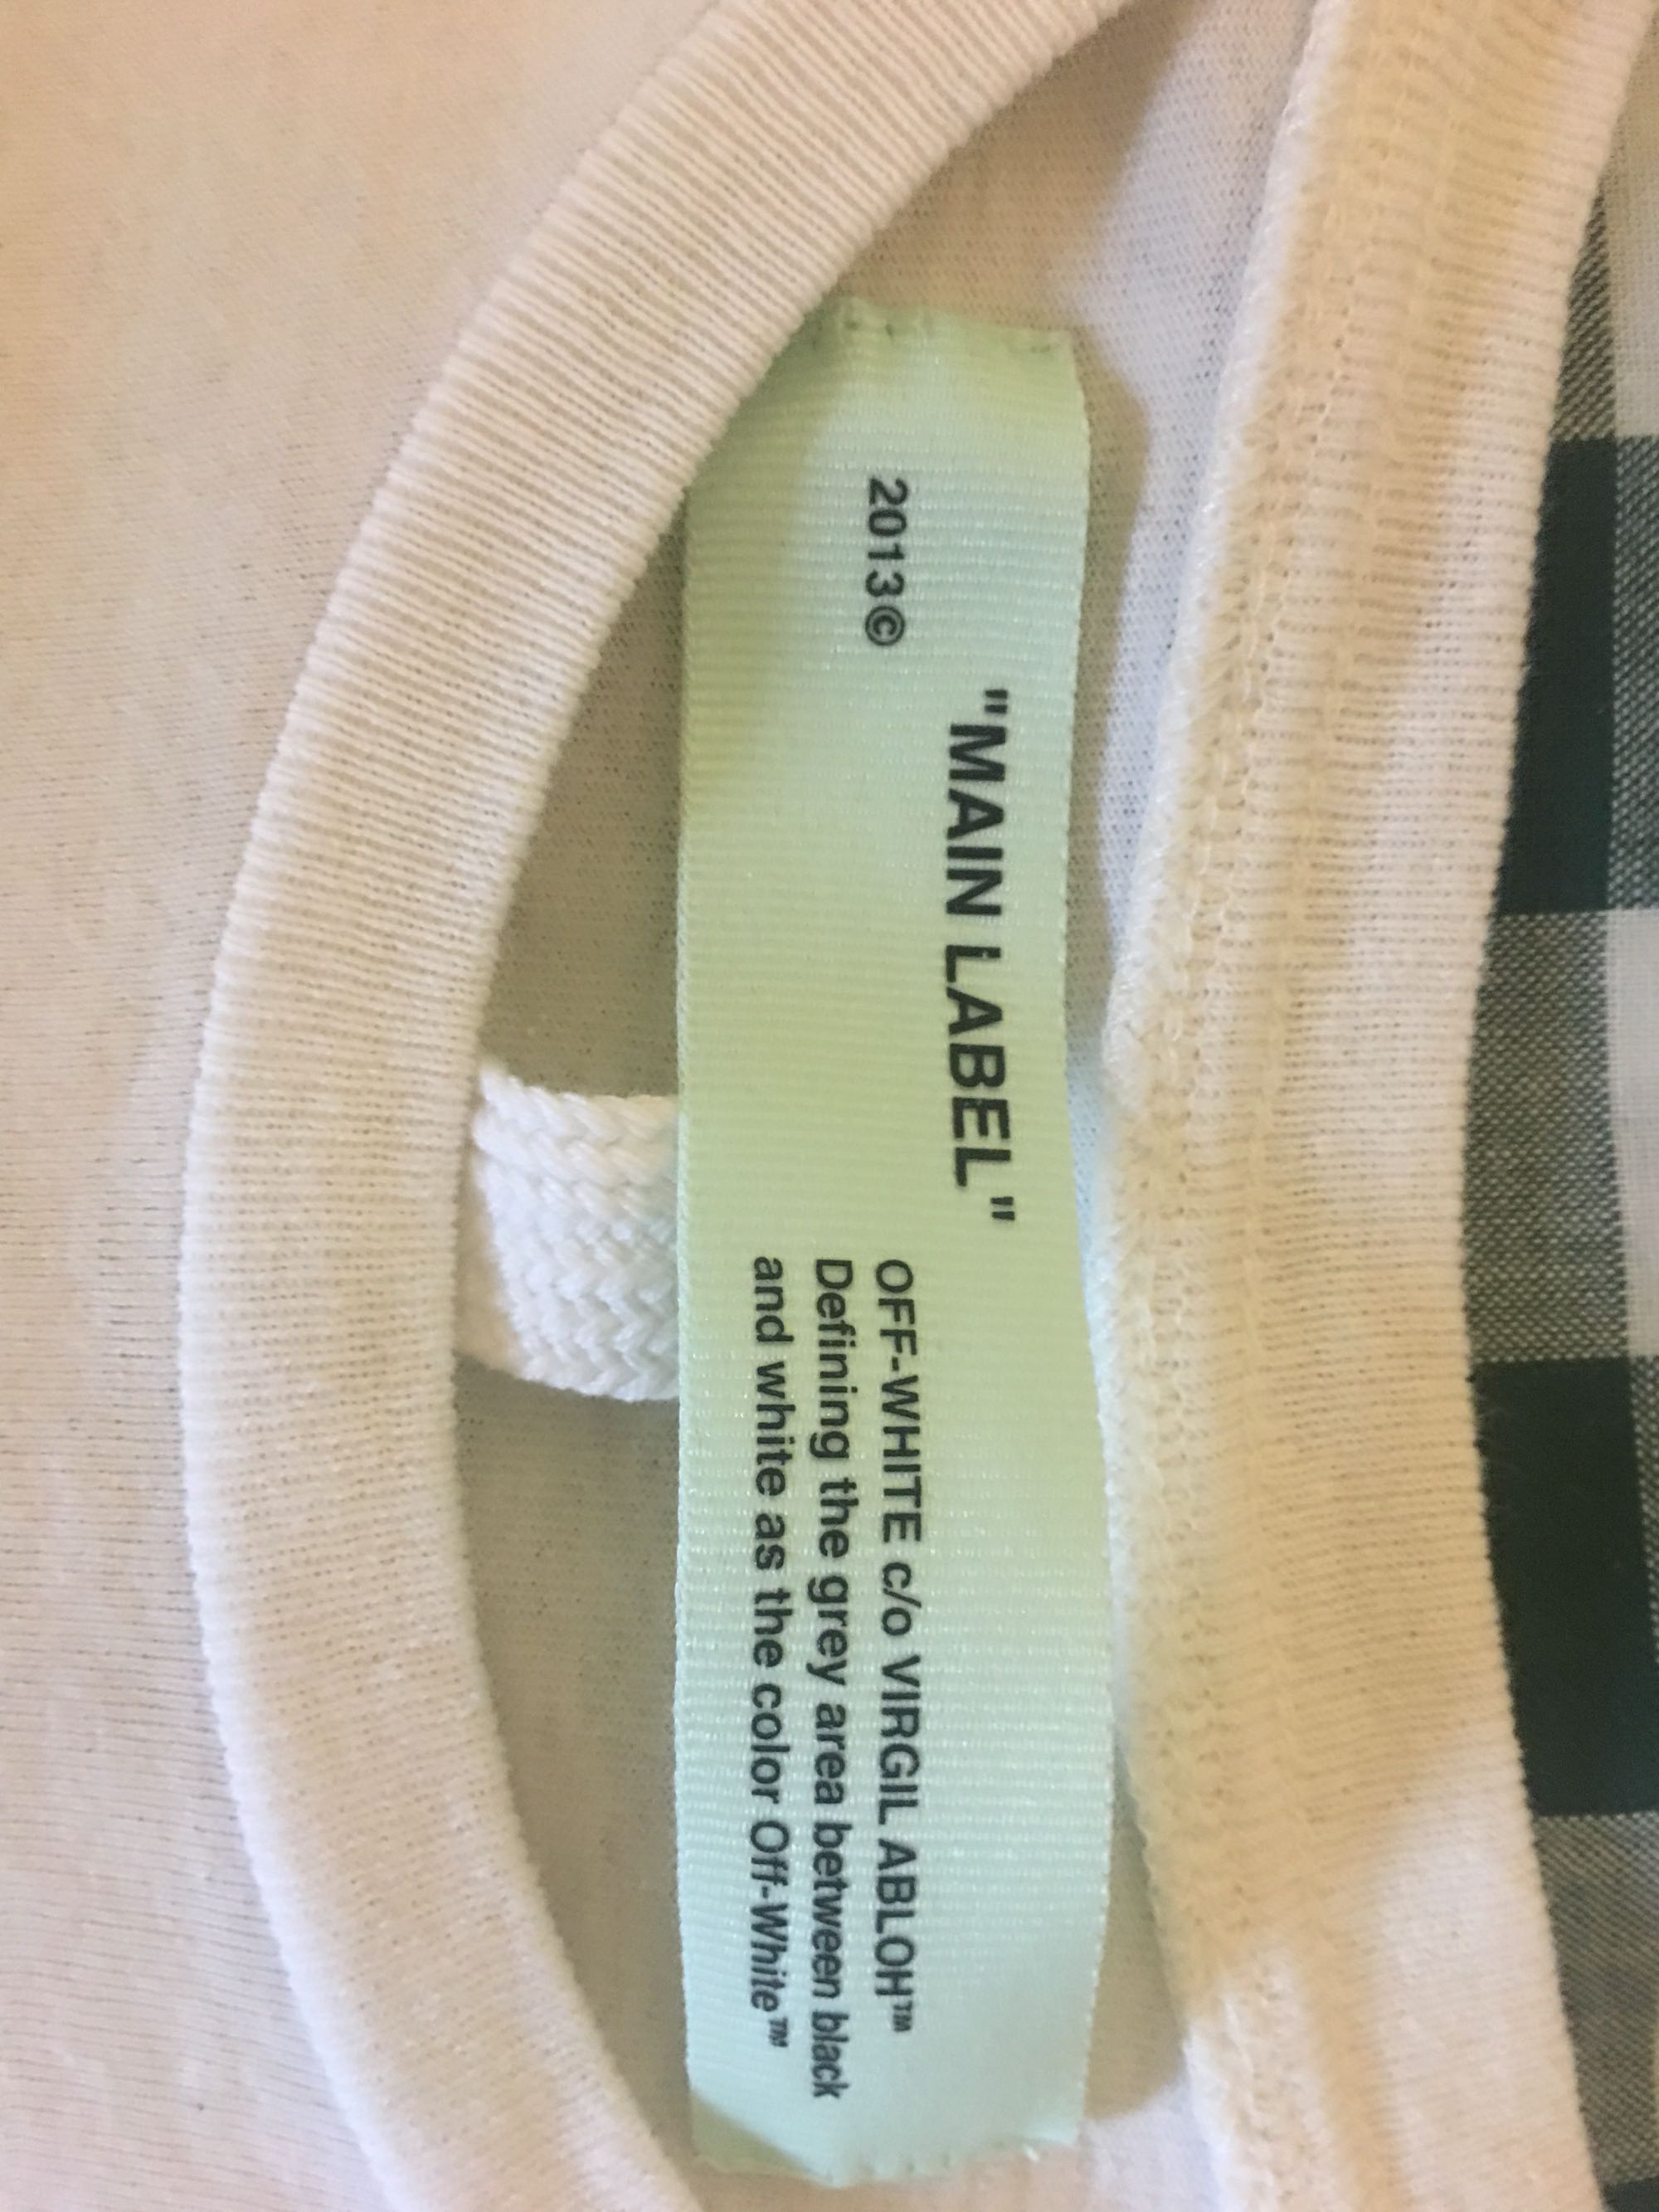 "MAIN LABEL"
2013©
OFF-WHITE c/o VIRGIL ABLOH™
Defining the grey area between black
and white as the color Off-White™